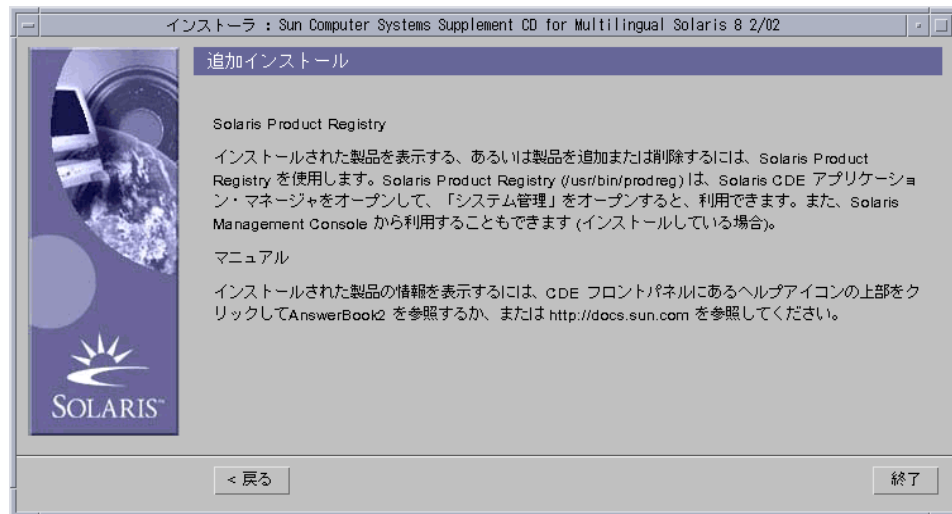 インストーラ : Sun Computer Systems Supplement CD for Multilingual Solaris 8 2/02
追加インストール
Solaris Product Registry
インストールされた製品を表示する、あるいは製品を追加または削除するには、Solaris Product
Registry を使用します。Solaris Product Registry (/usr/bin/prodreg) は、Solaris CDE アプリケーショ
ン・マネージャをオープンして、「システム管理」をオープンすると、利用できます。また、Solaris
Management Console から利用することもできます (インストールしている場合)。
マニュアル
インストールされた製品の情報を表示するには、CDE フロントパネルにあるヘルプアイコンの上部をク
リックしてAnswerBook2 を参照するか、または http://docs.sun.com を参照してください。
SOLARIS™
< 戻る
終了